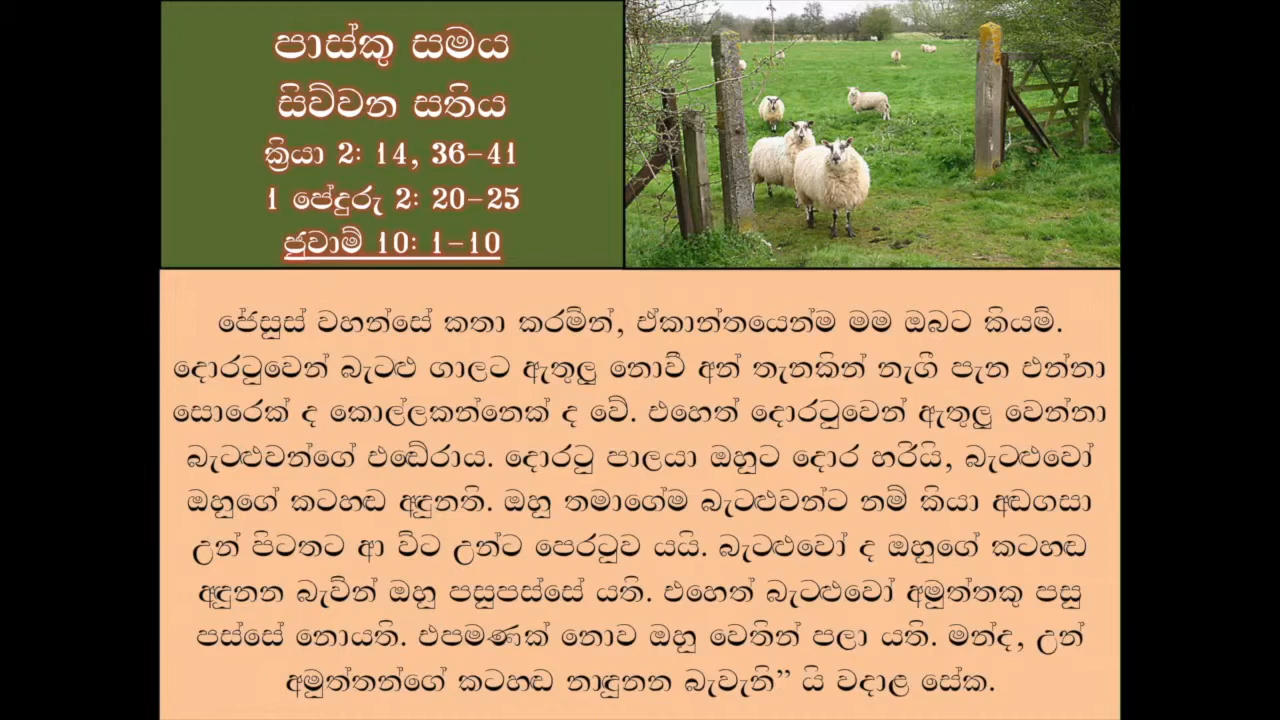 පාස්කු සමය
සිව්වන සතිය
ක්‍රියා 2: 14, 36-41
1 පේදුරු 2: 20-25
ජුවාම් 10: 1-10
ජේසුස් වහන්සේ කතා කරමින්, ඒකාන්තයෙන්ම මම ඔබට කියම්.
දොරටුවෙන් බැටළු ගාලට ඇතුලු නොවී අන් තැනකින් නැගී පැන එන්නා
සොරෙක් ද කොල්ලකන්නෙක් ද වේ. එහෙත් දොරටුවෙන් ඇතුලු වෙන්නා
බැටළුවන්ගේ එඬේරාය. දොරටු පාලයා ඔහුට දොර හරියි, බැටළුවෝ
ඔහුගේ කටහඬ අඳුනති. ඔහු තමාගේම බැටළුවන්ට නම් කියා අඬගසා
උන් පිටතට ආ විට උන්ට පෙරටුව යයි. බැටළුවෝ ද ඔහුගේ කටහඬ
අඳුනන බැවින් ඔහු පසුපස්සේ යති. එහෙත් බැටළුවෝ අමුත්තකු පසු
පස්සේ නොයති. එපමණක් නොව ඔහු වෙතින් පලා යති. මන්ද, උන්
අමුත්තන්ගේ කටහඬ නාඳුනන බැවැනි” යි වදාළ සේක.